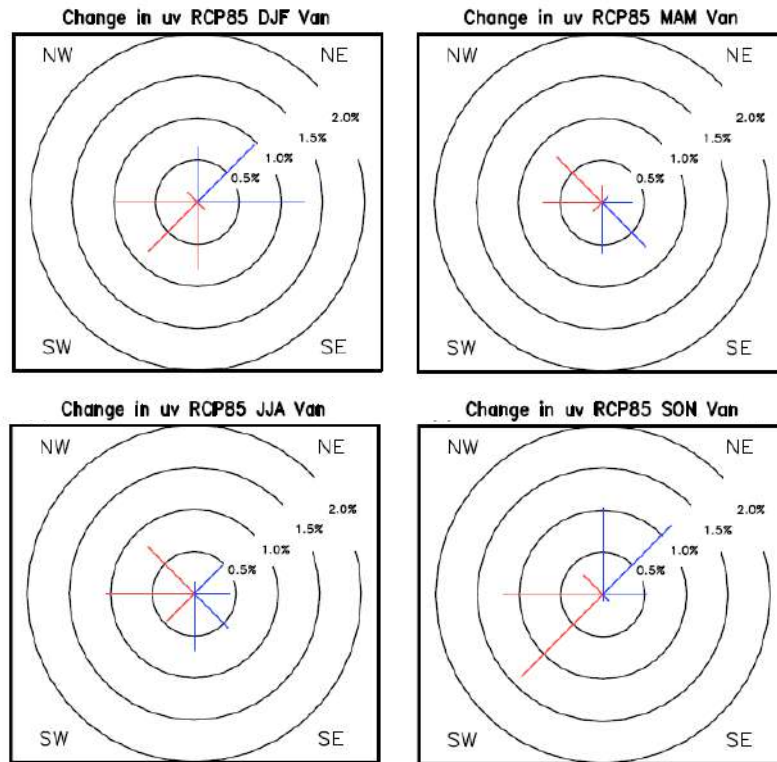 Change in uv RCP85 DJF Van
NW
NE
2.0%
1.5%
1.0%
0.5%
SW
SE
Change in uv RCP85 MAM Van
NW
NE
2.0%
1.5%
1.0%
0.5%
SW
SE
Change in uv RCP85 JJA Van
NW
NE
2.0%
1.5%
1.0%
0.5%
SW
SE
Change in uv RCP85 SON Van
NW
NE
2.0%
1.5%
1.0%
0.5%
SW
SE